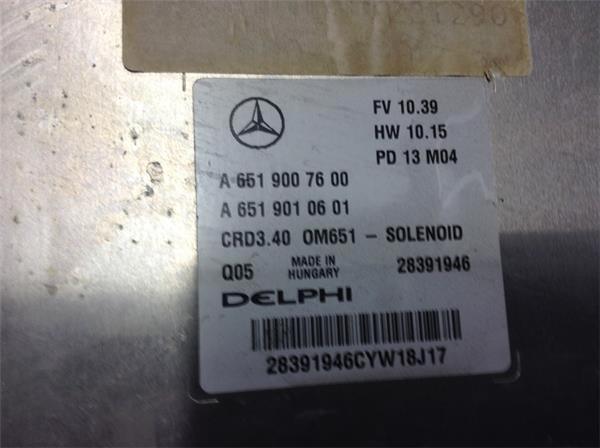 FV 10.39
HW 10.15
PD 13 M04
A 651 900 76 00
A 651 901 06 01
CRD3.40 OM651 - SOLENOID
Q05 MADE IN HUNGARY 28391946
DELPHI
28391946CYW18J17